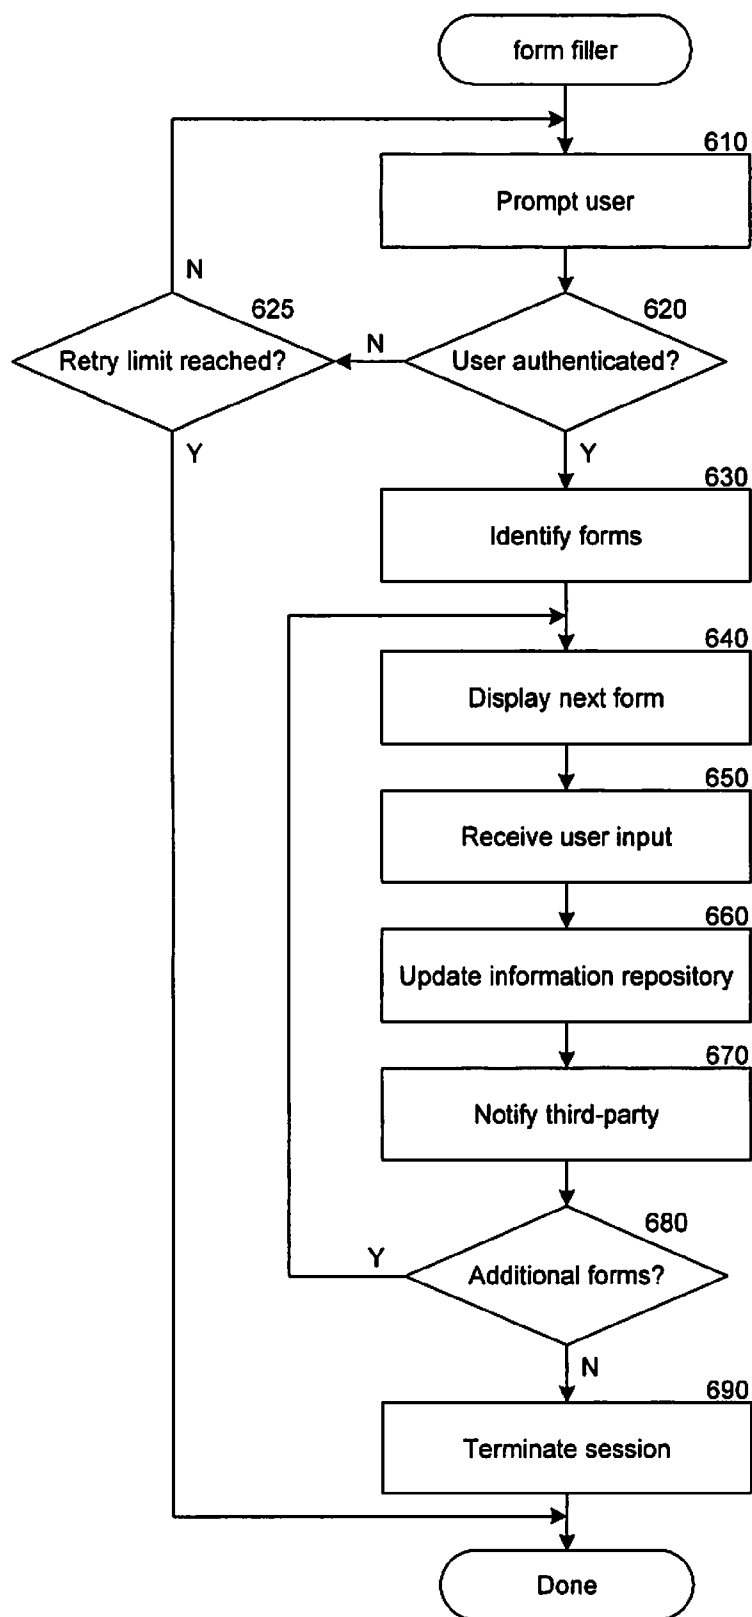 form filler
610
Prompt user
N
625
620
Retry limit reached?
N
User authenticated?
Y
Y
630
Identify forms
640
Display next form
650
Receive user input
660
Update information repository
670
Notify third-party
680
Y
Additional forms?
N
690
Terminate session
Done